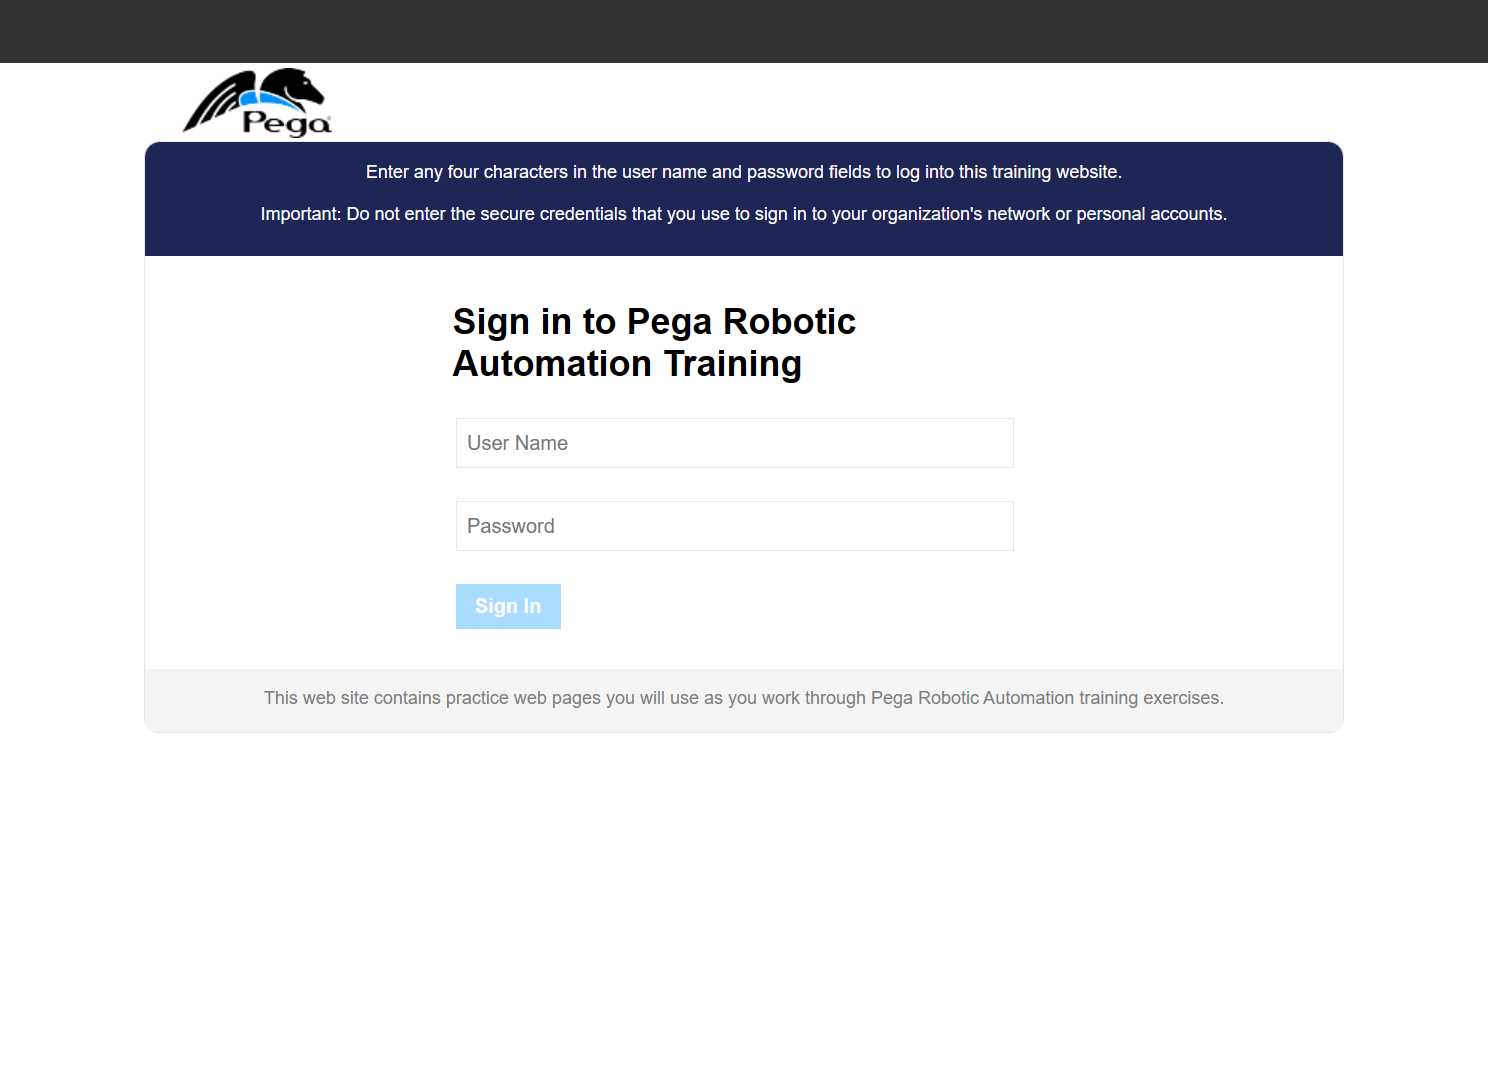 Pega
Enter any four characters in the user name and password fields to log into this training website.
Important: Do not enter the secure credentials that you use to sign in to your organization's network or personal accounts.
Sign in to Pega Robotic
Automation Training
User Name
Password
Sign In
This web site contains practice web pages you will use as you work through Pega Robotic Automation training exercises.